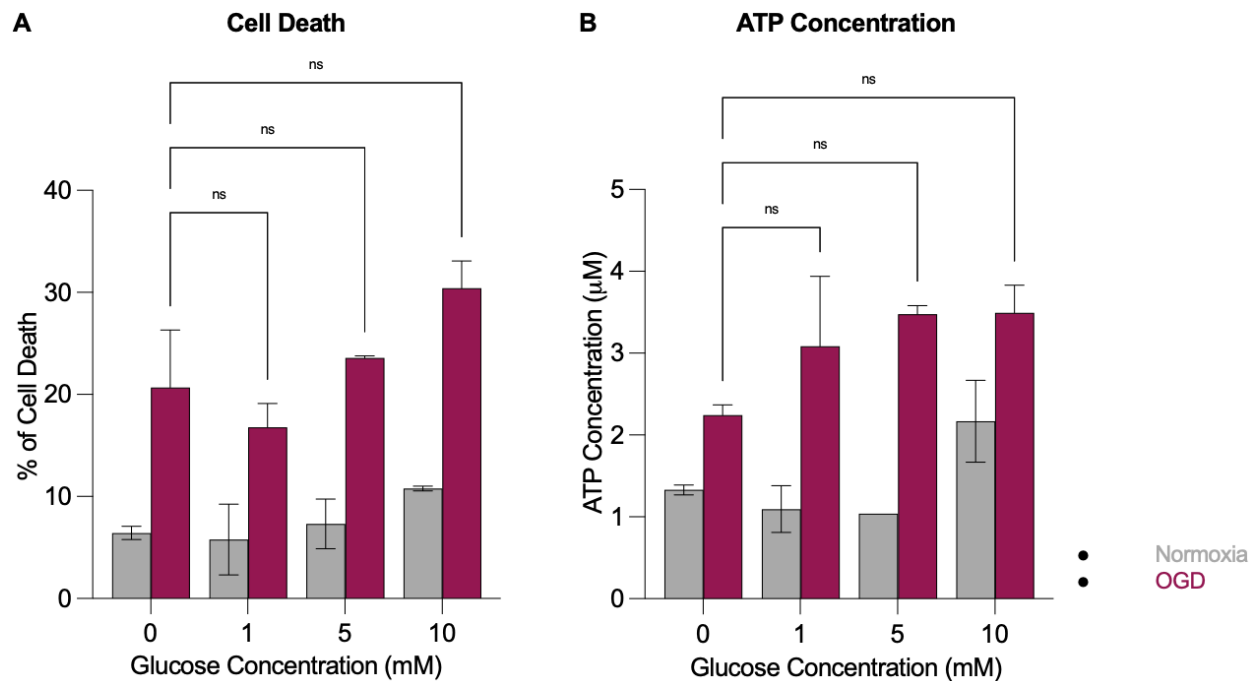 A
Cell Death
ns
ns
ns
% of Cell Death
40
30
20
10
0
0 1 5 10
Glucose Concentration (mM)
B
ATP Concentration
ns
ns
ns
ATP Concentration (μM)
5
4
3
2
1
0
0 1 5 10
Glucose Concentration (mM)
Normoxia
OGD